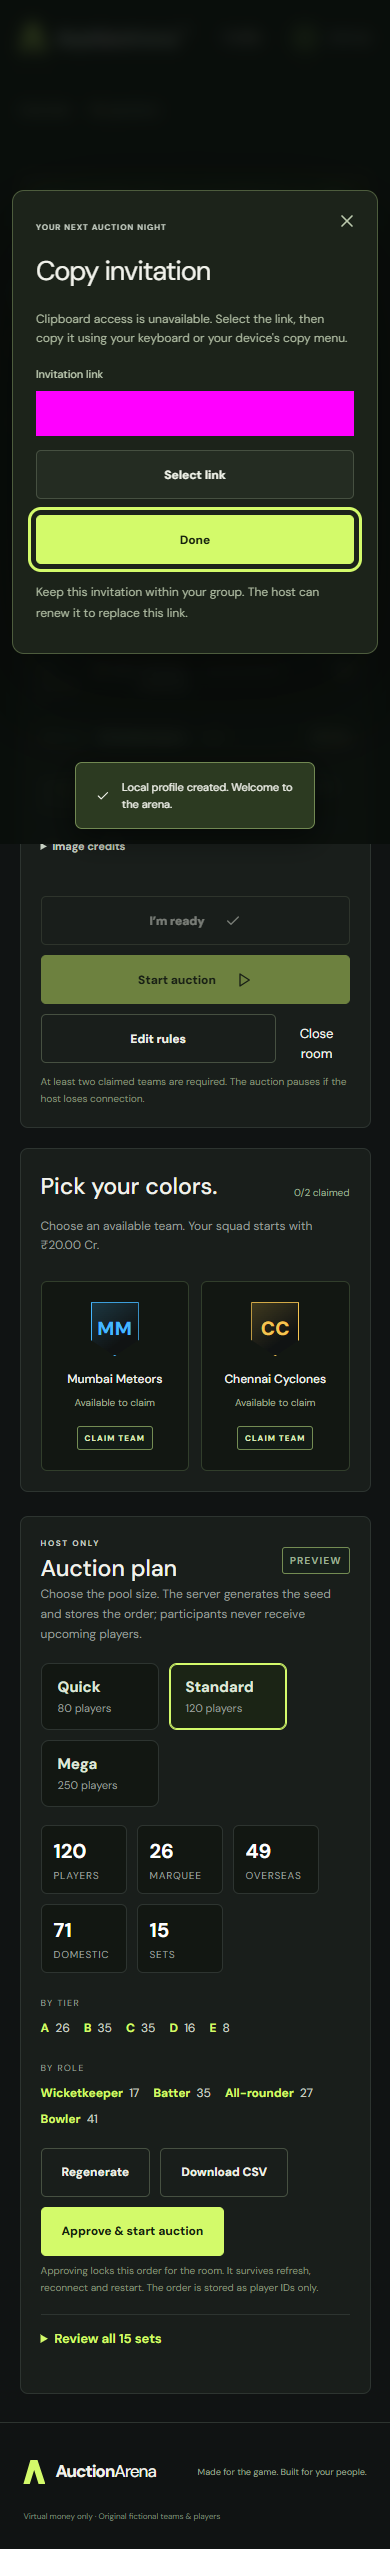 YOUR NEXT AUCTION NIGHT
Copy invitation
Clipboard access is unavailable. Select the link, then
copy it using your keyboard or your device's copy menu.
Invitation link
Select link
Done
Keep this invitation within your group. The host can
renew it to replace this link.
Local profile created. Welcome to
the arena.
Image credits
I'm ready
Start auction
Edit rules
Close
room
At least two claimed teams are required. The auction pauses if the
host loses connection.
Pick your colors.
0/2 claimed
Choose an available team. Your squad starts with
₹20.00 Cr.
MM
Mumbai Meteors
Available to claim
CLAIM TEAM
CC
Chennai Cyclones
Available to claim
CLAIM TEAM
HOST ONLY
Auction plan
PREVIEW
Choose the pool size. The server generates the seed
and stores the order; participants never receive
upcoming players.
Quick
80 players
Standard
120 players
Mega
250 players
120
PLAYERS
26
MARQUEE
49
OVERSEAS
71
DOMESTIC
15
SETS
BY TIER
A 26 B 35 C 35 D 16 E 8
BY ROLE
Wicketkeeper 17 Batter 35 All-rounder 27
Bowler 41
Regenerate
Download CSV
Approve & start auction
Approving locks this order for the room. It survives refresh,
reconnect and restart. The order is stored as player IDs only.
Review all 15 sets
AuctionArena
Made for the game. Built for your people.
Virtual money only · Original fictional teams & players